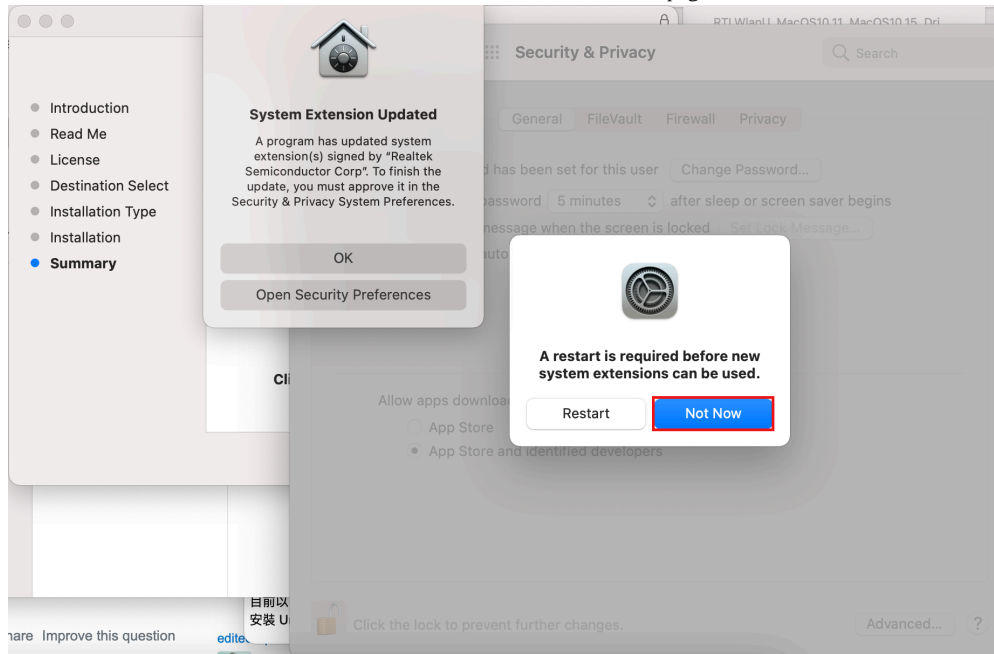 RTLWlanU_MacOS10.11_MacOS10.15_Dri
Security & Privacy
Search
Introduction
Read Me
License
Destination Select
Installation Type
Installation
Summary
System Extension Updated
A program has updated system
extension(s) signed by "Realtek
Semiconductor Corp". To finish the
update, you must approve it in the
Security & Privacy System Preferences.
OK
Open Security Preferences
Cli
General FileVault Firewall Privacy
d has been set for this user Change Password...
password 5 minutes after sleep or screen saver begins
message when the screen is locked Set Lock Message...
auto
A restart is required before new
system extensions can be used.
Restart Not Now
Allow apps downloa
App Store
App Store and identified developers
目前以
安裝 U
Click the lock to prevent further changes.
Advanced... ?
hare Improve this question
edite